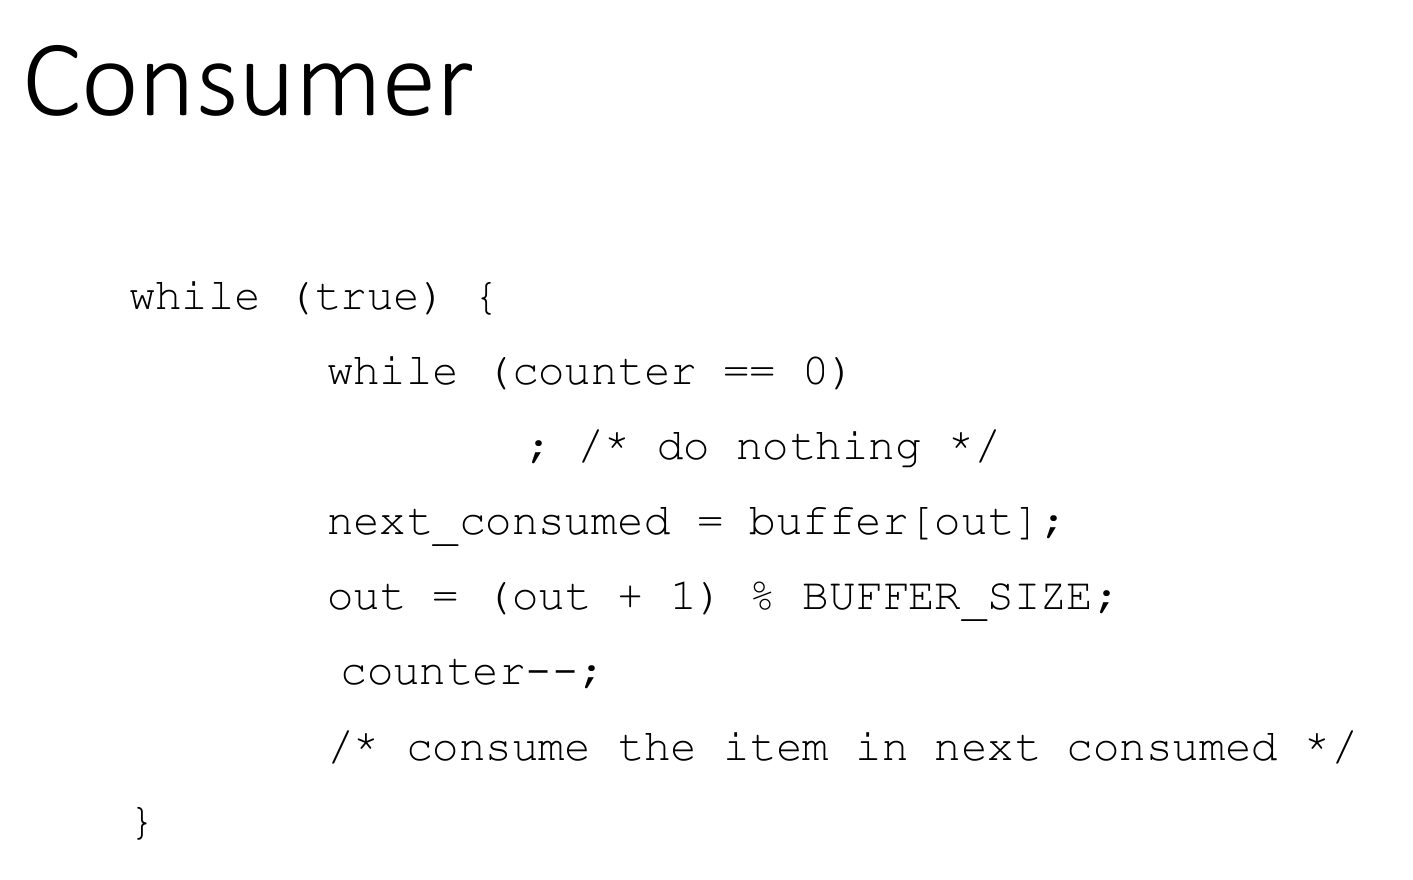 Consumer
while (true) {
while (counter == 0)
; /* do nothing */
next_consumed = buffer[out];
out = (out + 1) % BUFFER_SIZE;
counter--;
/* consume the item in next consumed */
}